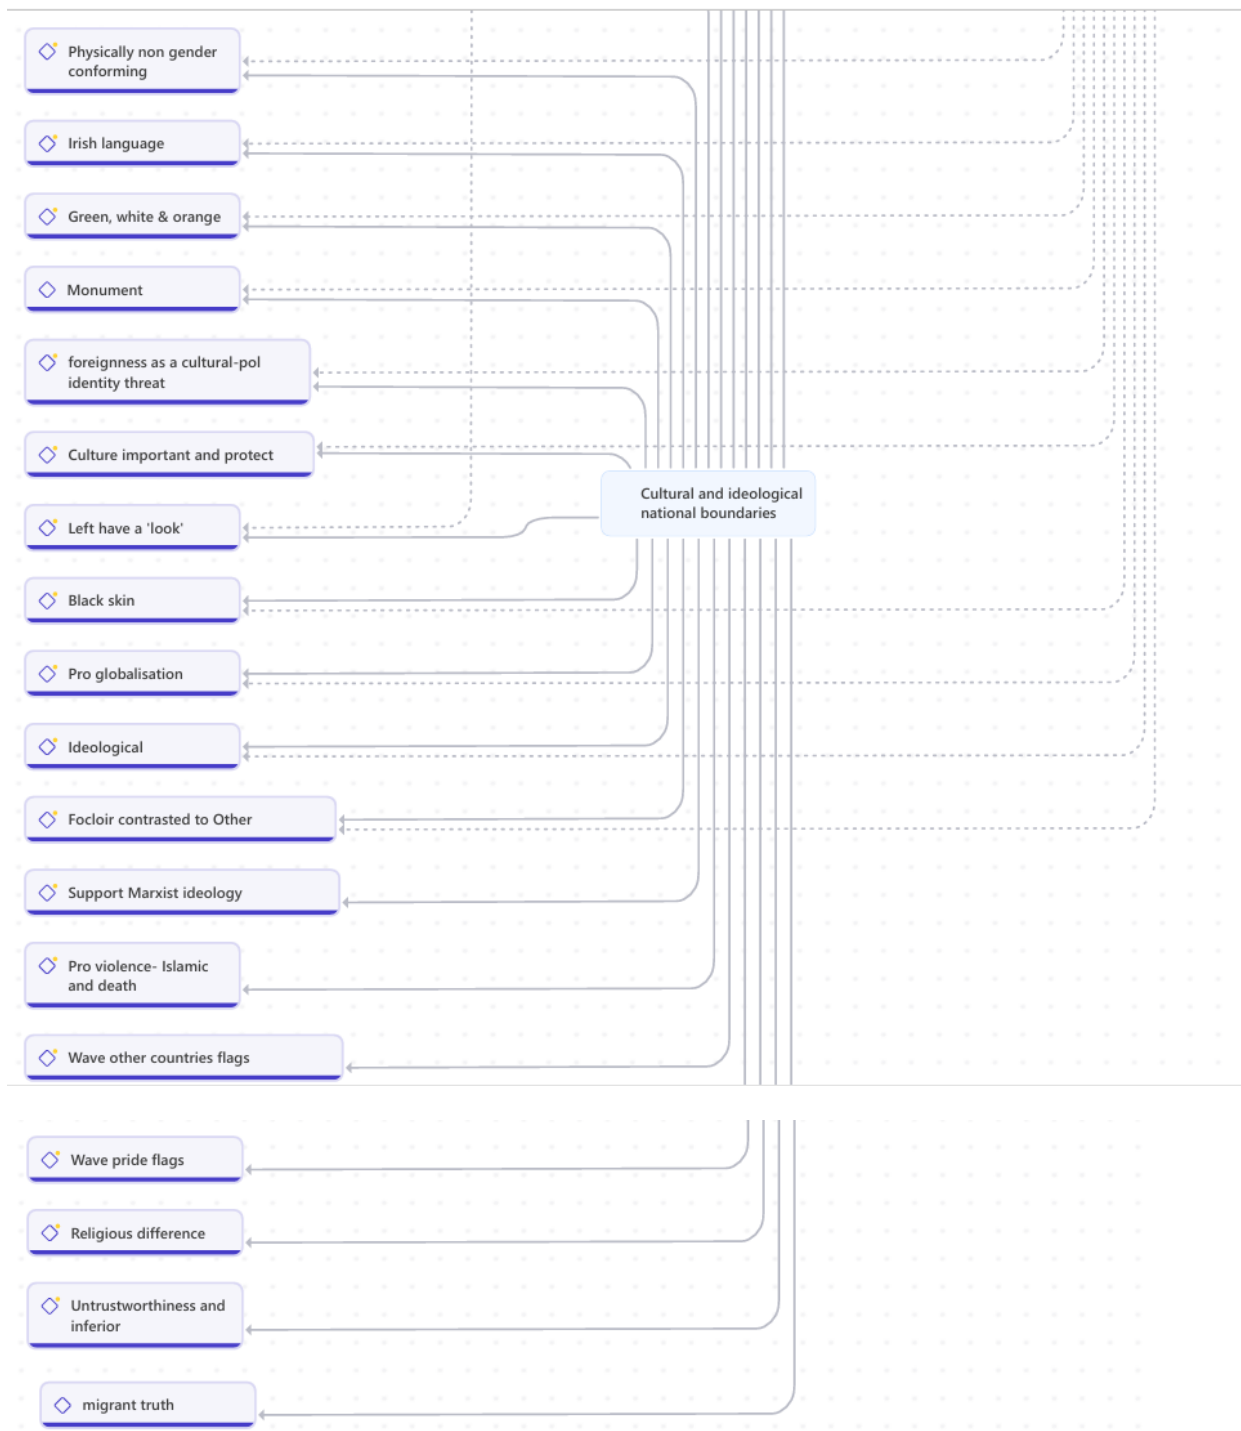 Physically non gender
conforming
Irish language
Green, white & orange
Monument
foreignness as a cultural-pol
identity threat
Culture important and protect
Cultural and ideological
national boundaries
Left have a 'look'
Black skin
Pro globalisation
Ideological
Focloir contrasted to Other
Support Marxist ideology
Pro violence- Islamic
and death
Wave other countries flags
Wave pride flags
Religious difference
Untrustworthiness and
inferior
migrant truth